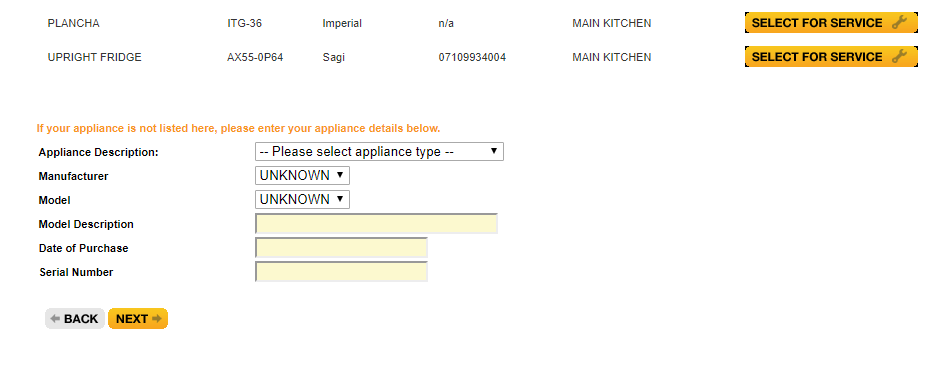 PLANCHA ITG-36 Imperial n/a MAIN KITCHEN SELECT FOR SERVICE
UPRIGHT FRIDGE AX55-0P64 Sagi 07109934004 MAIN KITCHEN SELECT FOR SERVICE
If your appliance is not listed here, please enter your appliance details below.
Appliance Description: -- Please select appliance type --
Manufacturer UNKNOWN
Model UNKNOWN
Model Description
Date of Purchase
Serial Number
BACK NEXT